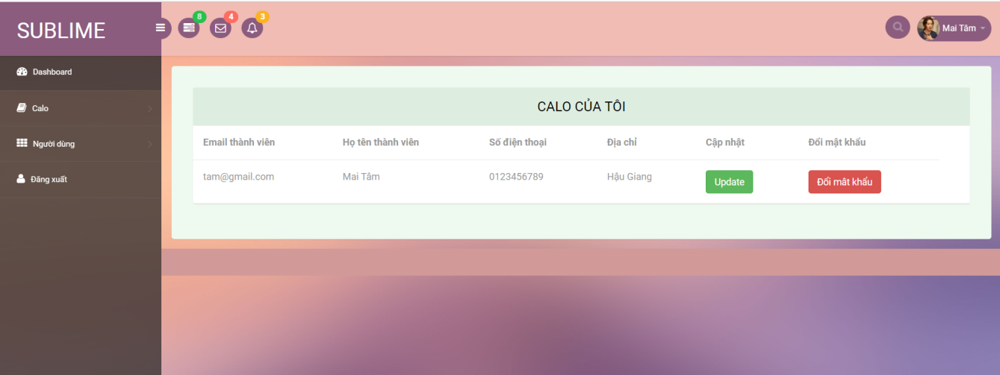 SUBLIME
8
4
3
Mai Tâm
Dashboard
Calo
Người dùng
Đăng xuất
CALO CỦA TÔI
Email thành viên Họ tên thành viên Số điện thoại Địa chỉ Cập nhật Đổi mật khẩu
tam@gmail.com Mai Tâm 0123456789 Hậu Giang Update Đổi mât khẩu